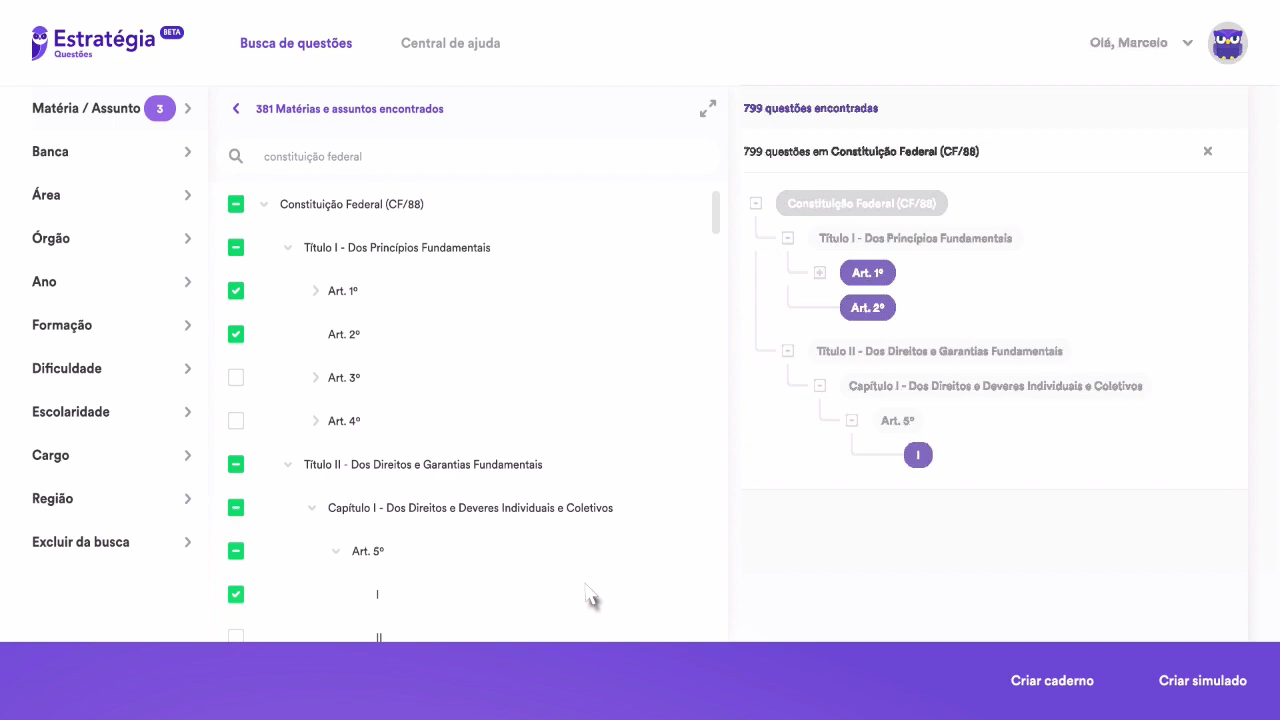 Estratégia BETA
Questões
Busca de questões
Central de ajuda
Olá, Marcelo
Matéria / Assunto 3
Banca
Área
Órgão
Ano
Formação
Dificuldade
Escolaridade
Cargo
Região
Excluir da busca
381 Matérias e assuntos encontrados
constituição federal
Constituição Federal (CF/88)
Título I - Dos Princípios Fundamentais
Art. 1º
Art. 2º
Art. 3º
Art. 4º
Título II - Dos Direitos e Garantias Fundamentais
Capítulo I - Dos Direitos e Deveres Individuais e Coletivos
Art. 5º
I
II
799 questões encontradas
799 questões em Constituição Federal (CF/88)
Constituição Federal (CF/88)
Título I - Dos Princípios Fundamentais
Art. 1º
Art. 2º
Título II - Dos Direitos e Garantias Fundamentais
Capítulo I - Dos Direitos e Deveres Individuais e Coletivos
Art. 5º
I
Criar caderno
Criar simulado